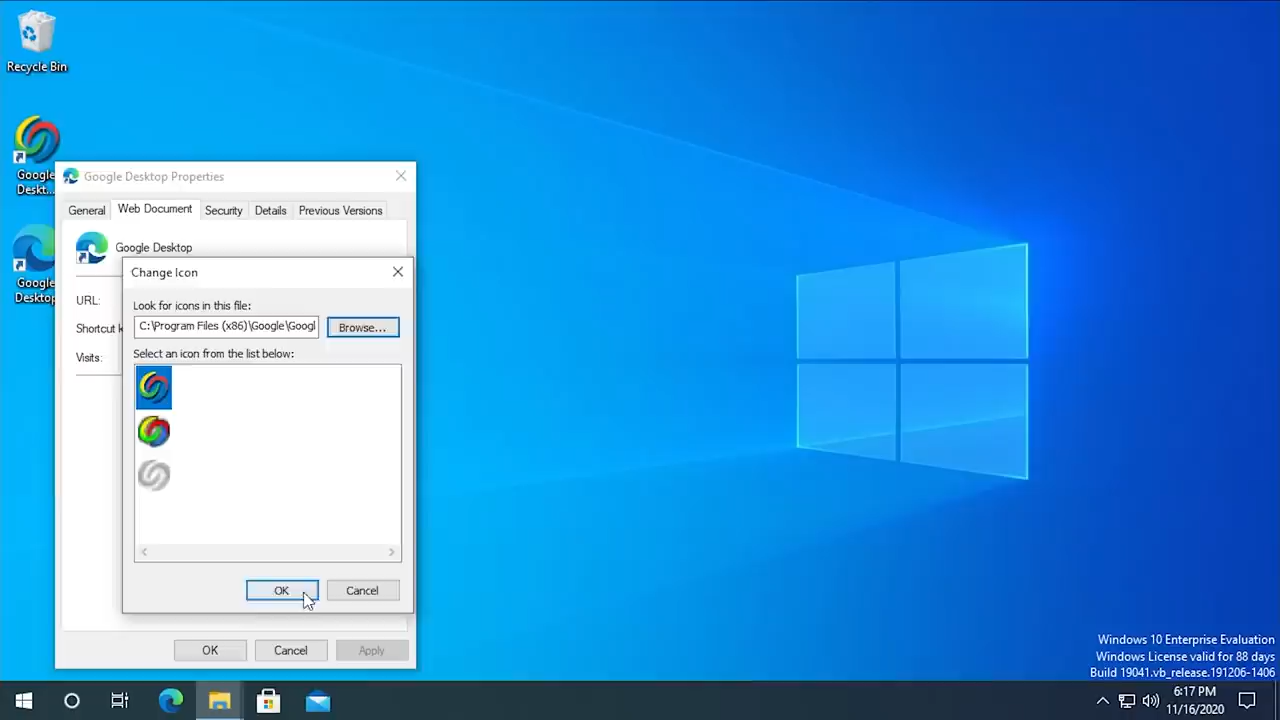 Recycle Bin
Google
Deskt...
Google
Desktop
Google Desktop Properties
General
Web Document
Security
Details
Previous Versions
Google Desktop
URL:
Shortcut k
Visits:
Change Icon
Look for icons in this file:
C:\Program Files (x86)\Google\Googl
Browse...
Select an icon from the list below:
OK
Cancel
OK
Cancel
Apply
Windows 10 Enterprise Evaluation
Windows License valid for 88 days
Build 19041.vb_release.191206-1406
6:17 PM
11/16/2020